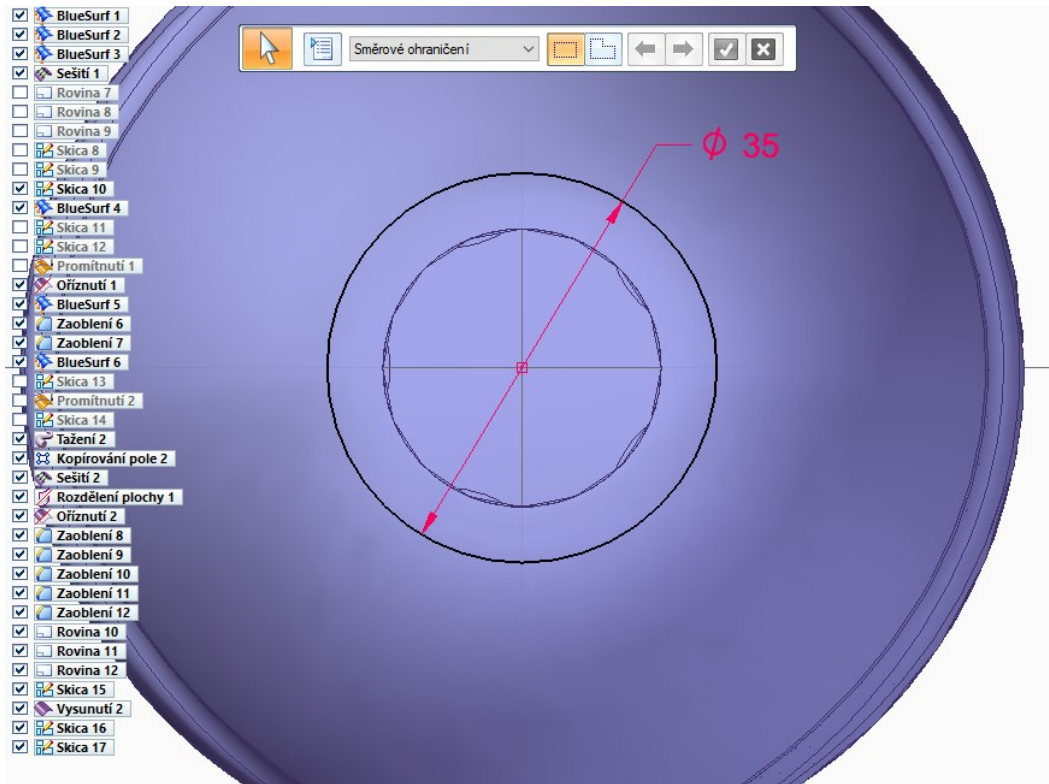 BlueSurf 1
BlueSurf 2
BlueSurf 3
Sešití 1
Rovina 7
Rovina 8
Rovina 9
Skica 8
Skica 9
Skica 10
BlueSurf 4
Skica 11
Skica 12
Promítnutí 1
Oříznutí 1
BlueSurf 5
Zaoblení 6
Zaoblení 7
BlueSurf 6
Skica 13
Promítnutí 2
Skica 14
Tažení 2
Kopírování pole 2
Sešití 2
Rozdělení plochy 1
Oříznutí 2
Zaoblení 8
Zaoblení 9
Zaoblení 10
Zaoblení 11
Zaoblení 12
Rovina 10
Rovina 11
Rovina 12
Skica 15
Vysunutí 2
Skica 16
Skica 17
Směrové ohraničení
ϕ 35